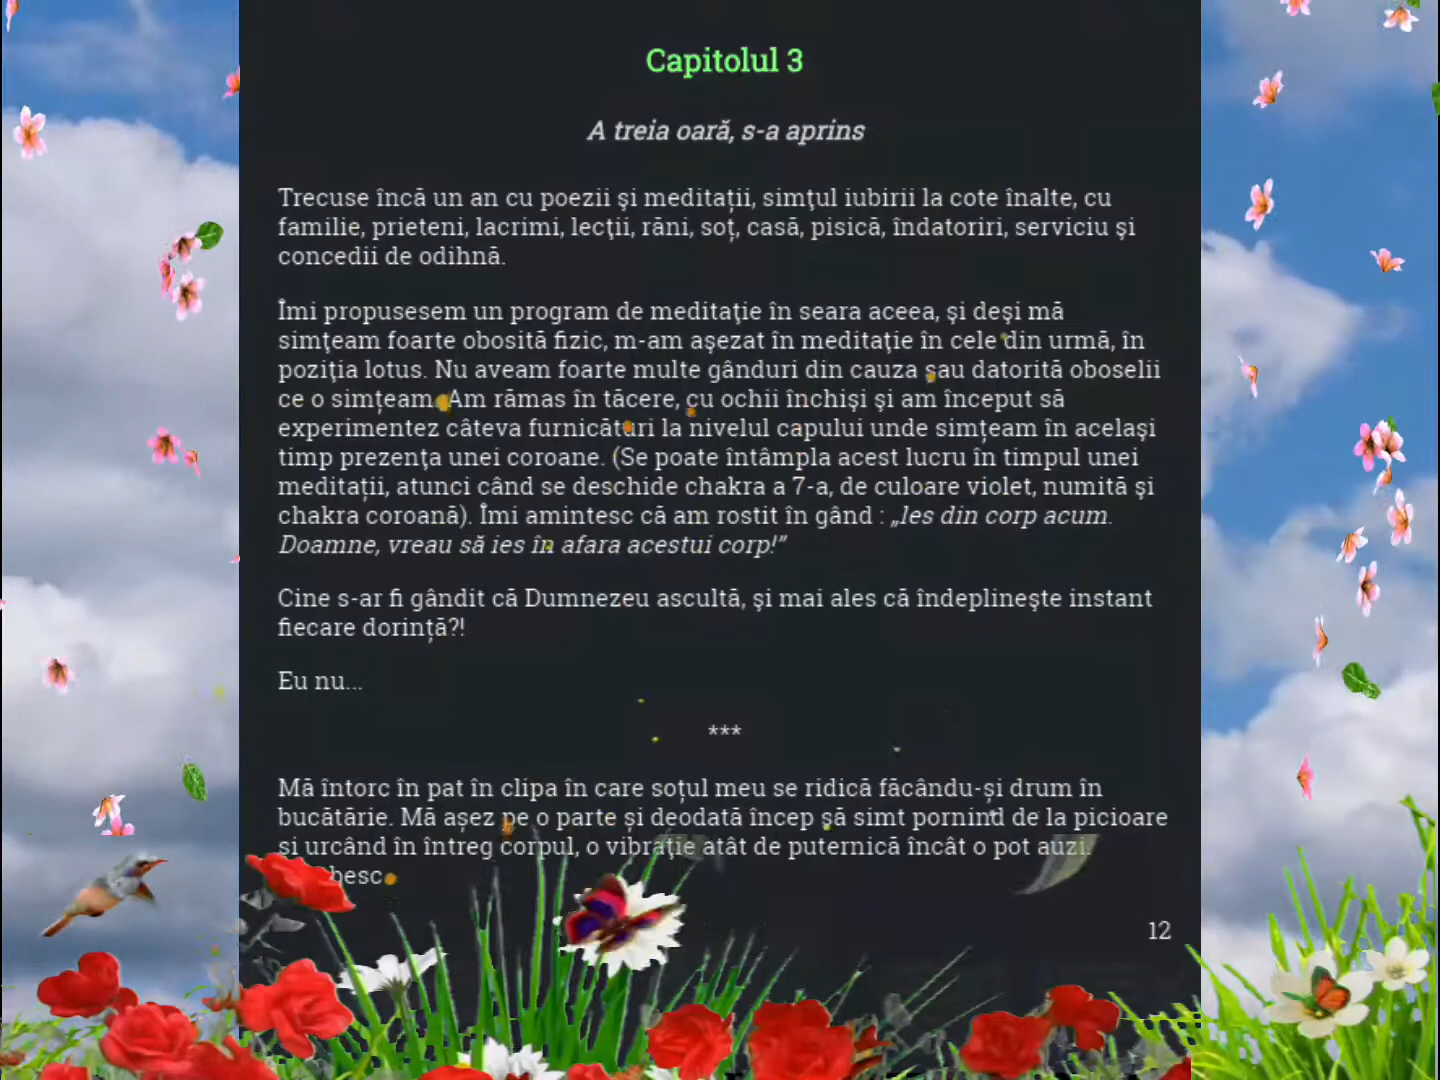 Capitolul 3
A treia oară, s-a aprins
Trecuse încă un an cu poezii şi meditaţii, simţul iubirii la cote înalte, cu
familie, prieteni, lacrimi, lecţii, răni, soţ, casă, pisică, îndatoriri, serviciu şi
concedii de odihnă.
Îmi propusesem un program de meditaţie în seara aceea, şi deşi mă
simţeam foarte obosită fizic, m-am aşezat în meditaţie în cele din urmă, în
poziţia lotus. Nu aveam foarte multe gânduri din cauza sau datorită oboselii
ce o simţeam. Am rămas în tăcere, cu ochii închişi şi am început să
experimentez câteva furnicături la nivelul capului unde simţeam în acelaşi
timp prezenţa unei coroane. (Se poate întâmpla acest lucru în timpul unei
meditaţii, atunci când se deschide chakra a 7-a, de culoare violet, numită şi
chakra coroană). Îmi amintesc că am rostit în gând : „Ies din corp acum.
Doamne, vreau să ies în afara acestui corp!”
Cine s-ar fi gândit că Dumnezeu ascultă, şi mai ales că îndeplineşte instant
fiecare dorinţă?!
Eu nu...
***
Mă întorc în pat în clipa în care soţul meu se ridică făcându-şi drum în
bucătărie. Mă aşez pe o parte şi deodată încep să simt pornind de la picioare
si urcând în întreg corpul, o vibraţie atât de puternică încât o pot auzi.
12